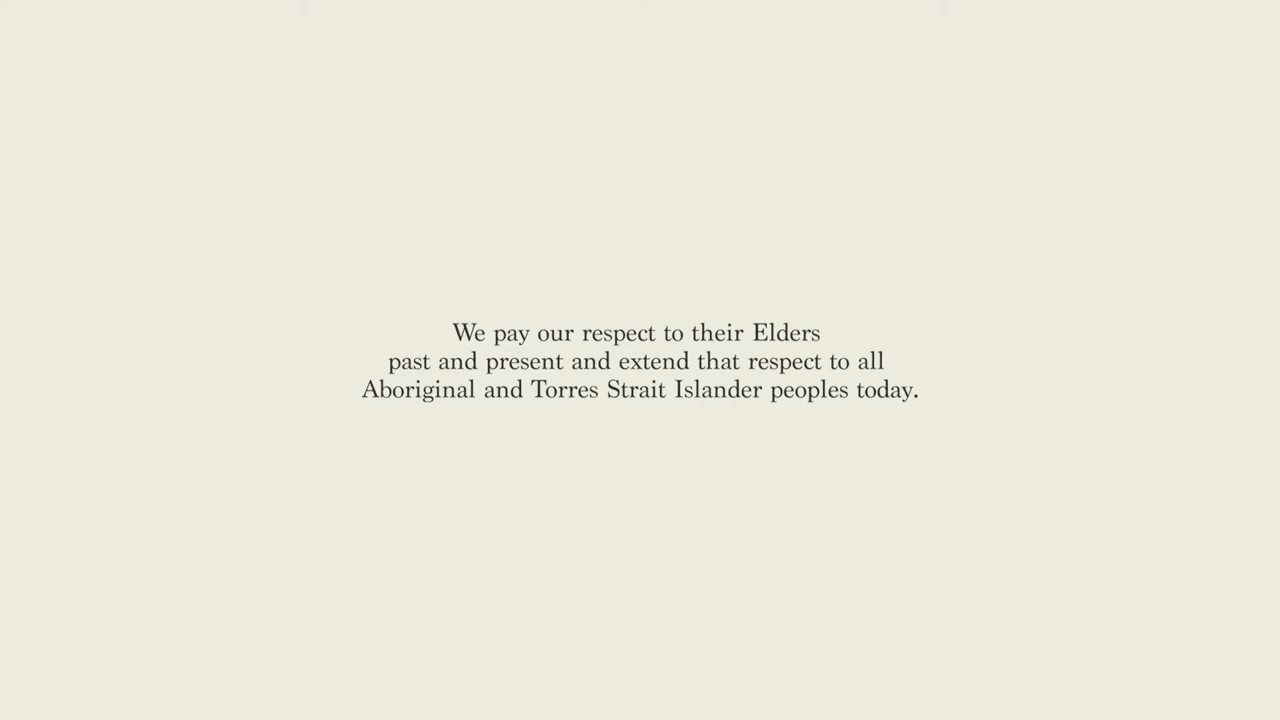 We pay our respect to their Elders
past and present and extend that respect to all
Aboriginal and Torres Strait Islander peoples today.